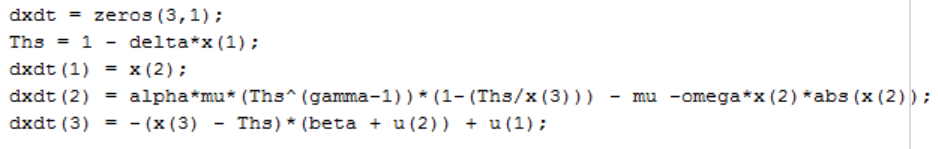 dxdt = zeros(3,1);
Ths = 1 - delta*x(1);
dxdt(1) = x(2);
dxdt(2) = alpha*mu*(Ths^(gamma-1))*(1-(Ths/x(3))) - mu -omega*x(2)*abs(x(2));
dxdt(3) = -(x(3) - Ths)*(beta + u(2)) + u(1);